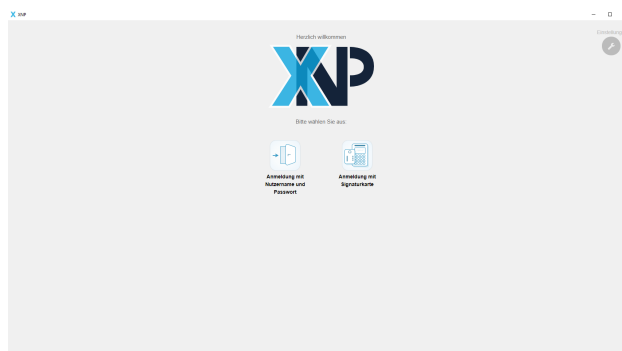 XNP
Einstellung
Herzlich willkommen
XNP
Bitte wählen Sie aus:
Anmeldung mit
Nutzername und
Passwort
Anmeldung mit
Signaturkarte